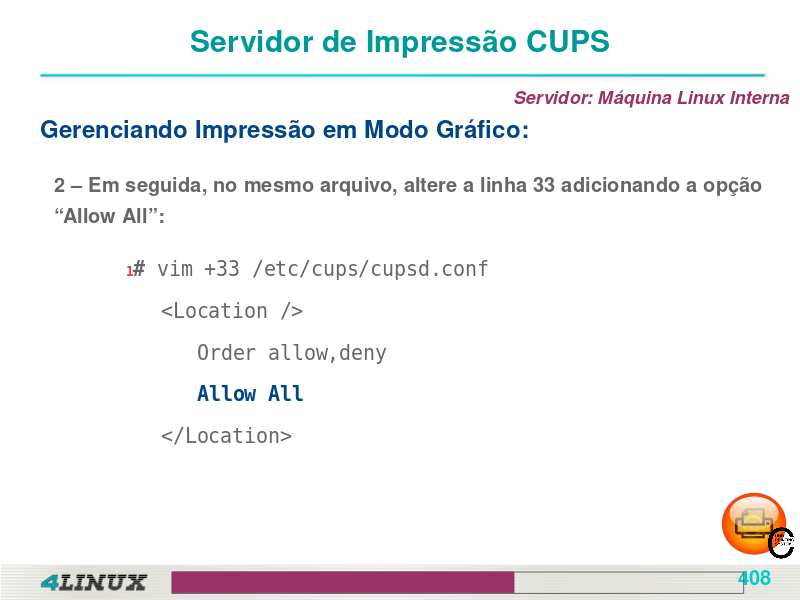 Servidor de Impressão CUPS
Servidor: Máquina Linux Interna
Gerenciando Impressão em Modo Gráfico:
2 – Em seguida, no mesmo arquivo, altere a linha 33 adicionando a opção
“Allow All”:
1# vim +33 /etc/cups/cupsd.conf
<Location />
Order allow,deny
Allow All
</Location>
4LINUX
408